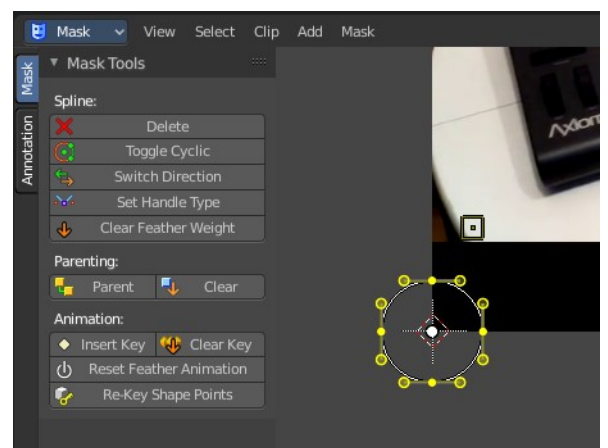 Mask View Select Clip Add Mask
Mask
Annotation
Mask Tools
Spline:
Delete
Toggle Cyclic
Switch Direction
Set Handle Type
Clear Feather Weight
Parenting:
Parent Clear
Animation:
Insert Key Clear Key
Reset Feather Animation
Re-Key Shape Points
Axiom